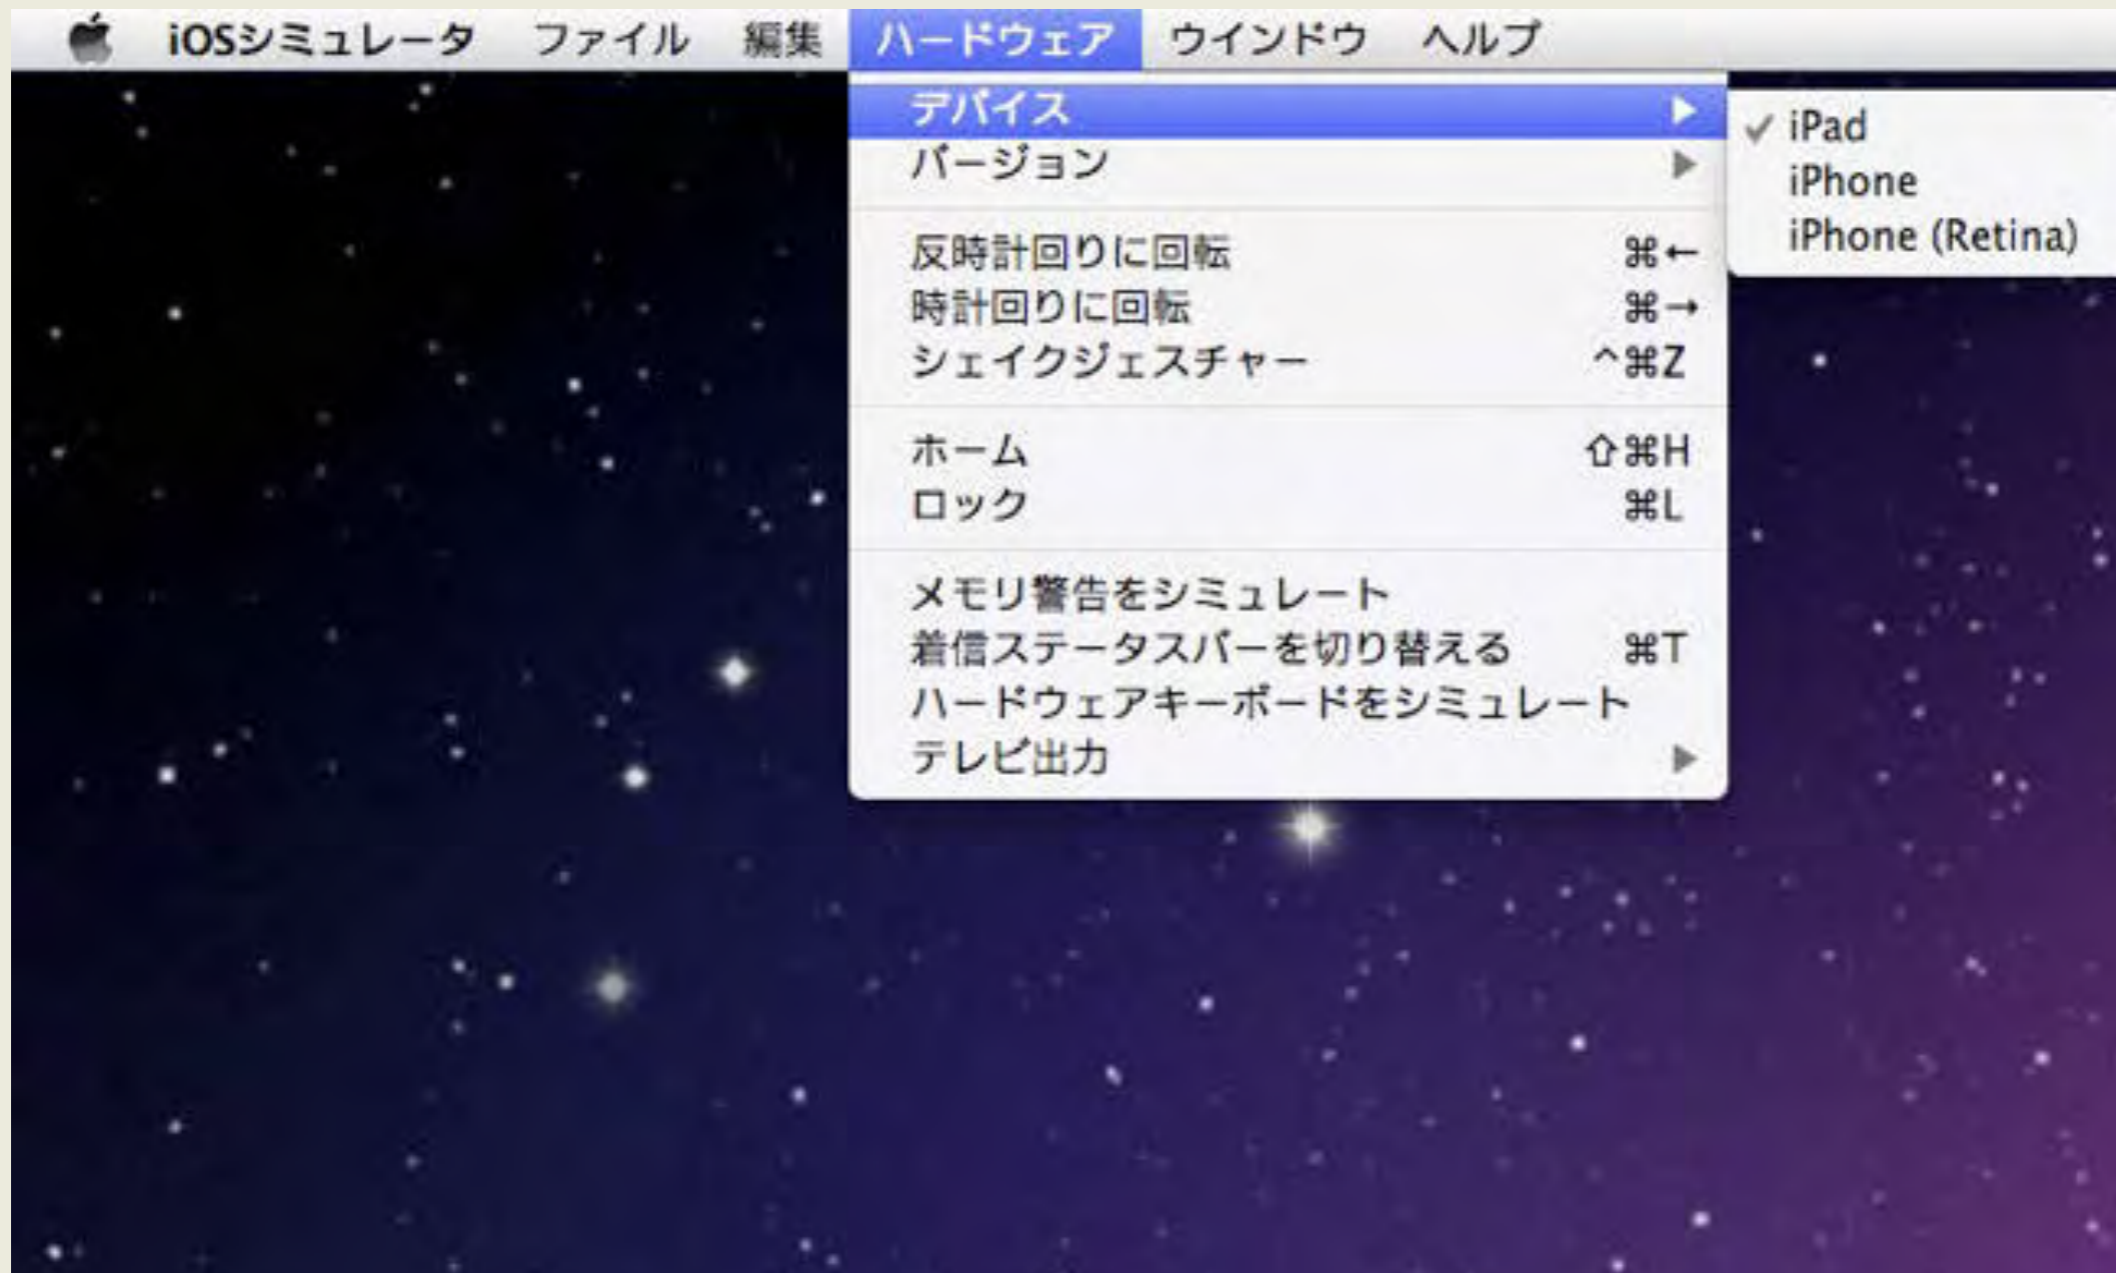 iOSシミュレータ ファイル 編集 ハードウェア ウインドウ ヘルプ
デバイス ▶
バージョン ▶
反時計回りに回転 ⌘←
時計回りに回転 ⌘→
シェイクジェスチャー ^⌘Z
ホーム ⇧⌘H
ロック ⌘L
メモリ警告をシミュレート
着信ステータスバーを切り替える ⌘T
ハードウェアキーボードをシミュレート
テレビ出力 ▶
✓ iPad
iPhone
iPhone (Retina)